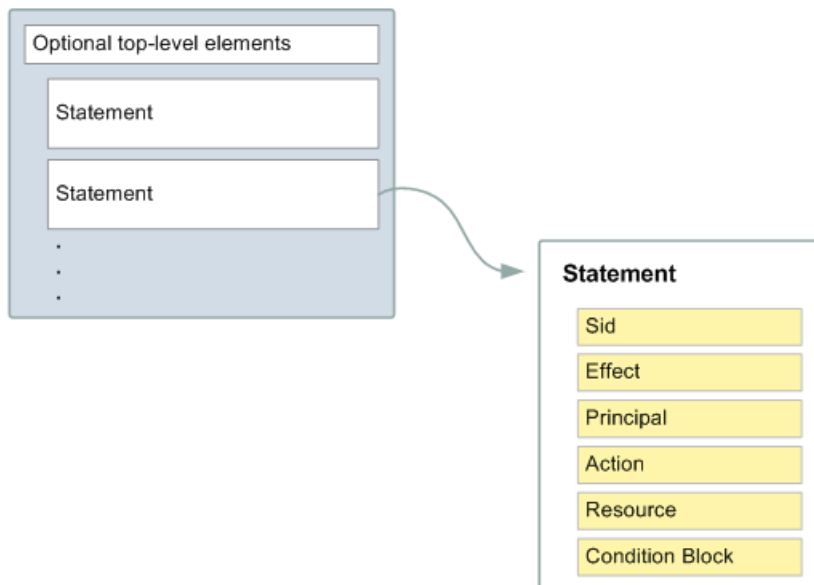 Optional top-level elements
Statement
Statement
.
.
.
Statement
Sid
Effect
Principal
Action
Resource
Condition Block